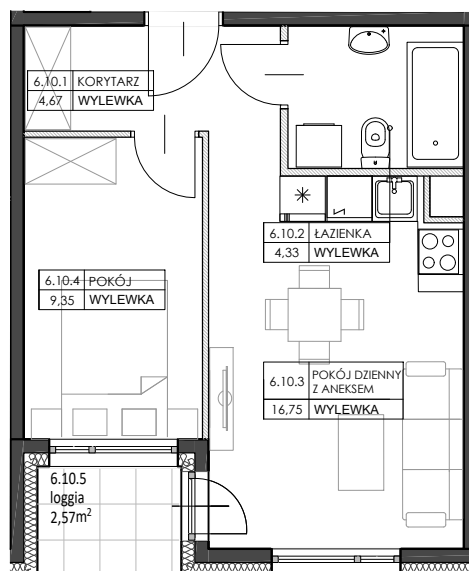 6.10.1 KORYTARZ
4,67 WYLEWKA
6.10.2 ŁAZIENKA
4,33 WYLEWKA
6.10.4 POKÓJ
9,35 WYLEWKA
6.10.3 POKÓJ DZIENNY
Z ANEKSEM
16,75 WYLEWKA
6.10.5
loggia
2,57m²